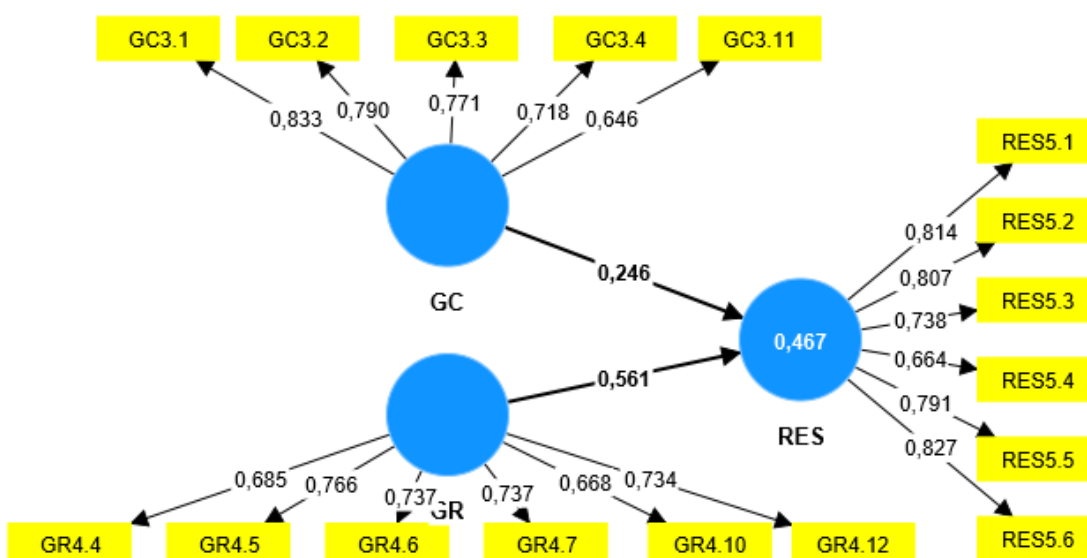 GC3.1 GC3.2 GC3.3 GC3.4 GC3.11
0,833 0,790 0,771 0,718 0,646
GC
RES5.1
RES5.2
RES5.3
RES5.4
RES5.5
RES5.6
0,814
0,807
0,738
0,664
0,791
0,827
0,246
0,467
RES
0,561
GR
0,685 0,766 0,737 0,737 0,668 0,734
GR4.4 GR4.5 GR4.6 GR4.7 GR4.10 GR4.12